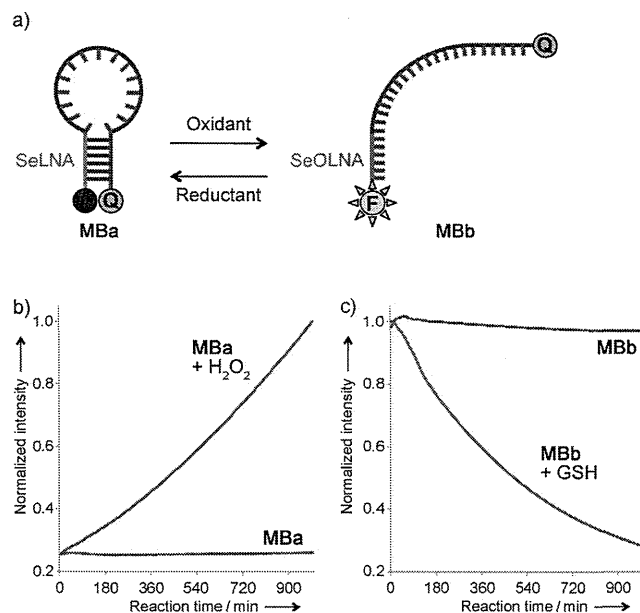 a)
Q
Oxidant
SeLNA
SeOLNA
Reductant
Q
F
MBa
MBb
b)
1.0
0.8
0.6
0.4
0.2
Normalized intensity
MBa
+ H₂O₂
MBa
0 180 360 540 720 900
Reaction time / min
c)
1.0
0.8
0.6
0.4
0.2
Normalized intensity
MBb
MBb
+ GSH
0 180 360 540 720 900
Reaction time / min